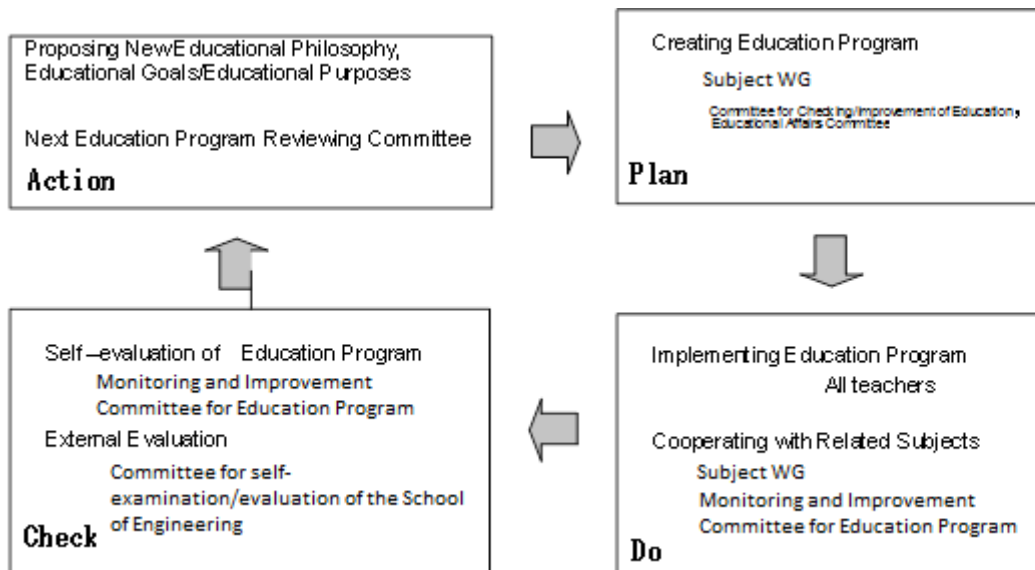 Proposing New Educational Philosophy,
Educational Goals/Educational Purposes
Next Education Program Reviewing Committee
Action
Creating Education Program
Subject WG
Committee for Checking/Improvement of Education,
Educational Affairs Committee
Plan
Self-evaluation of Education Program
Monitoring and Improvement
Committee for Education Program
External Evaluation
Committee for self-
examination/evaluation of the School
of Engineering
Check
Implementing Education Program
All teachers
Cooperating with Related Subjects
Subject WG
Monitoring and Improvement
Committee for Education Program
Do